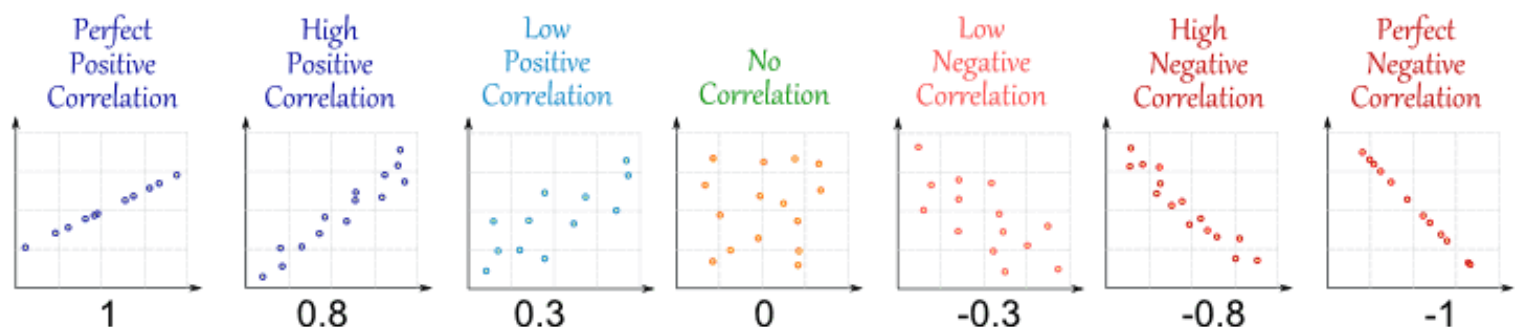 Perfect
Positive
Correlation
High
Positive
Correlation
Low
Positive
Correlation
No
Correlation
Low
Negative
Correlation
High
Negative
Correlation
Perfect
Negative
Correlation
1
0.8
0.3
0
-0.3
-0.8
-1